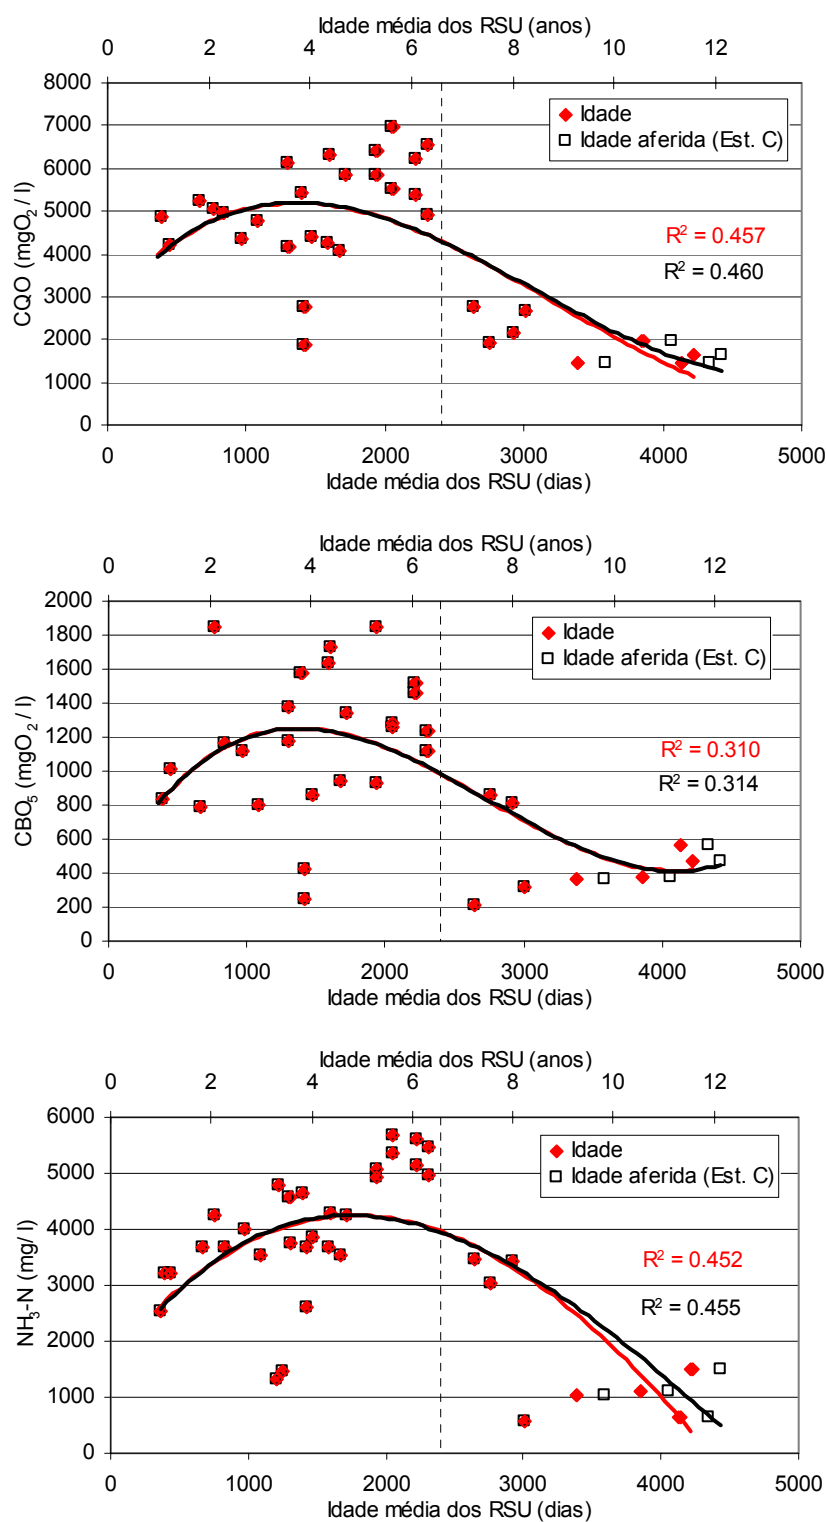 Idade média dos RSU (anos)
0 2 4 6 8 10 12
8000
7000
6000
5000
4000
3000
2000
1000
0
CQO (mgO₂ / l)
Idade
Idade aferida (Est. C)
R² = 0.457
R² = 0.460
0 1000 2000 3000 4000 5000
Idade média dos RSU (dias)
Idade média dos RSU (anos)
0 2 4 6 8 10 12
2000
1800
1600
1400
1200
1000
800
600
400
200
0
CBO₅ (mgO₂ / l)
Idade
Idade aferida (Est. C)
R² = 0.310
R² = 0.314
0 1000 2000 3000 4000 5000
Idade média dos RSU (dias)
Idade média dos RSU (anos)
0 2 4 6 8 10 12
6000
5000
4000
3000
2000
1000
0
NH₃-N (mg/ l)
Idade
Idade aferida (Est. C)
R² = 0.452
R² = 0.455
0 1000 2000 3000 4000 5000
Idade média dos RSU (dias)